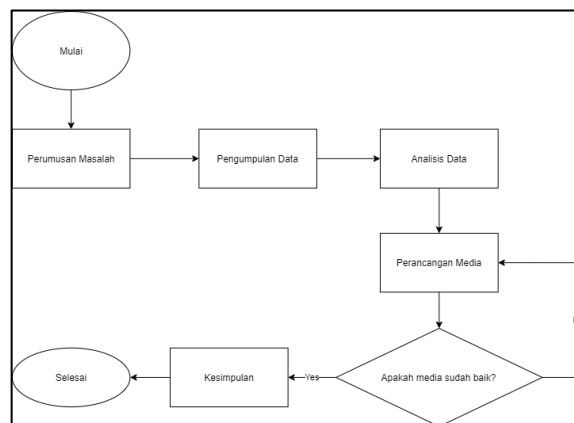 Mulai
Perumusan Masalah
Pengumpulan Data
Analisis Data
Perancangan Media
Apakah media sudah baik?
Yes
Kesimpulan
Selesai